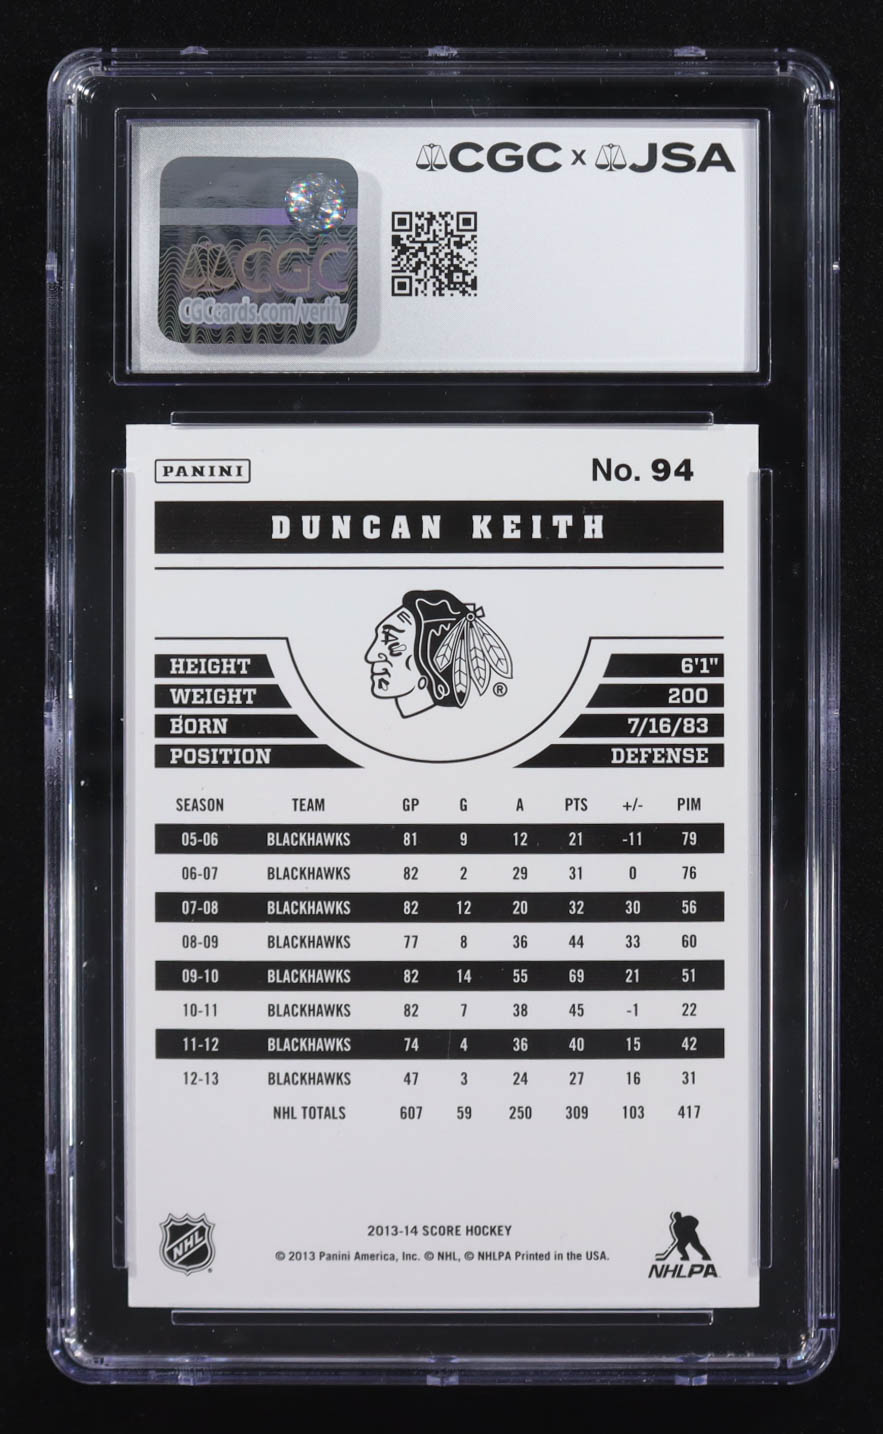 CGC x JSA
CGC
CGCcards.com/verify
PANINI
No. 94
DUNCAN KEITH
®
HEIGHT 6'1"
WEIGHT 200
BORN 7/16/83
POSITION DEFENSE
SEASON TEAM GP G A PTS +/- PIM
05-06 BLACKHAWKS 81 9 12 21 -11 79
06-07 BLACKHAWKS 82 2 29 31 0 76
07-08 BLACKHAWKS 82 12 20 32 30 56
08-09 BLACKHAWKS 77 8 36 44 33 60
09-10 BLACKHAWKS 82 14 55 69 21 51
10-11 BLACKHAWKS 82 7 38 45 -1 22
11-12 BLACKHAWKS 74 4 36 40 15 42
12-13 BLACKHAWKS 47 3 24 27 16 31
NHL TOTALS 607 59 250 309 103 417
2013-14 SCORE HOCKEY
© 2013 Panini America, Inc. © NHL, © NHLPA Printed in the USA.
NHL
NHLPA